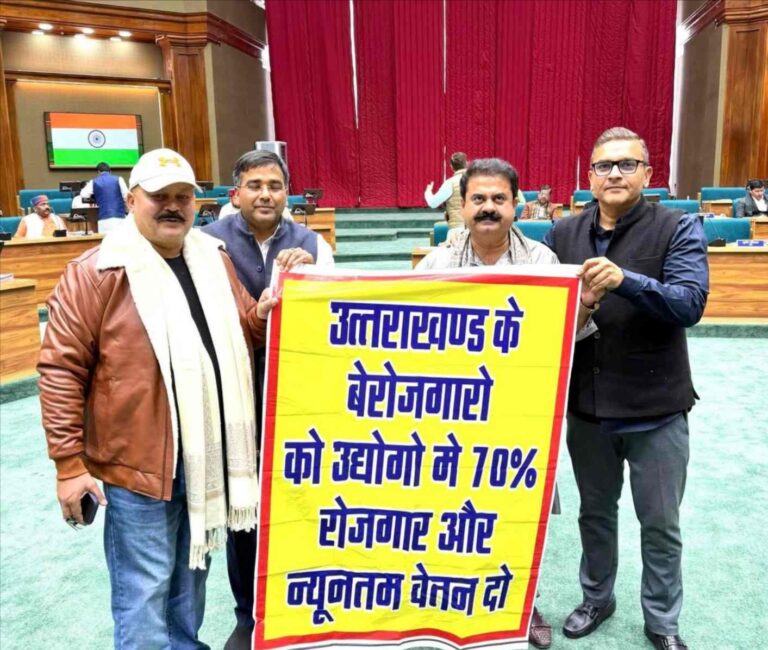 उत्तराखण्ड के
बेरोजगारो
को उद्योगो मे 70%
रोजगार और
न्यूनतम वेतन दो